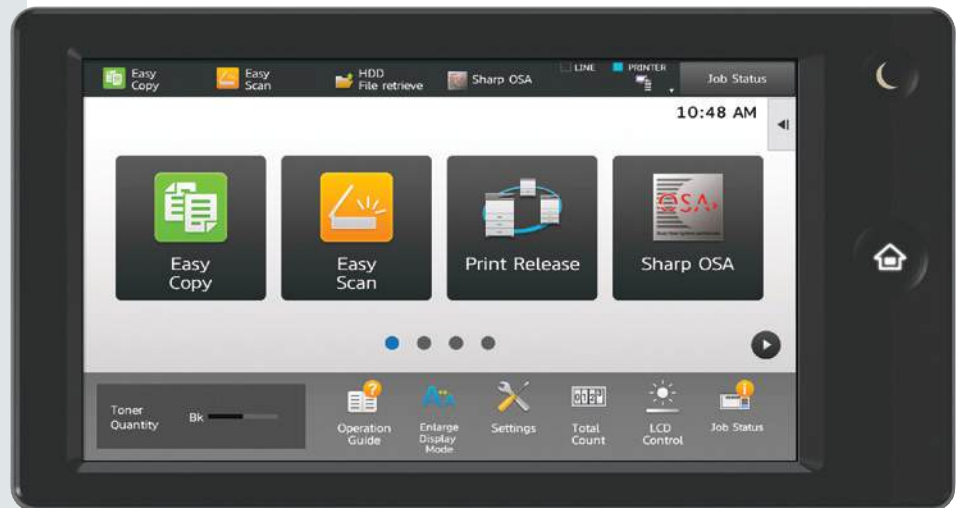 Easy
Copy
Easy
Scan
HDD
File retrieve
Sharp OSA
LINE
PRINTER
Job Status
10:48 AM
Easy
Copy
Easy
Scan
Print Release
OSA
Sharp OSA
Toner
Quantity
Bk
Operation
Guide
Enlarge
Display
Mode
Settings
Total
Count
LCD
Control
Job Status